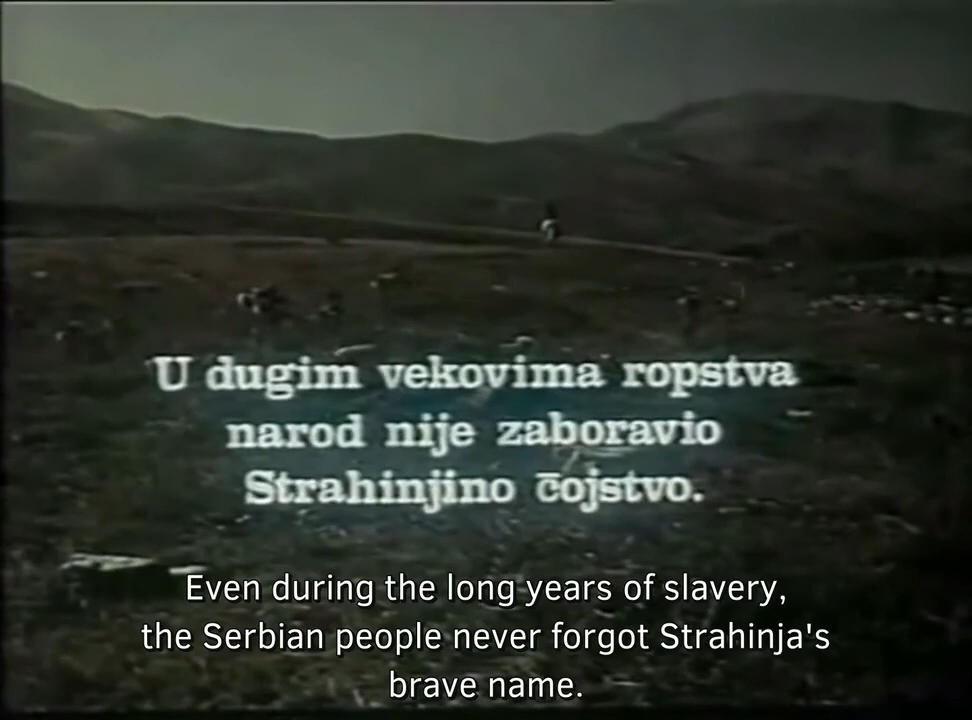 U dugim vekovima ropstva
narod nije zaboravio
Strahinjino čojstvo.
Even during the long years of slavery,
the Serbian people never forgot Strahinja's
brave name.